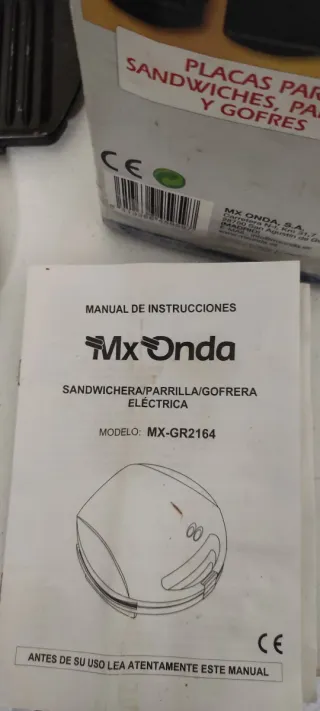 PLACAS PAR
SANDWICHES, PA
Y GOFRES
CE
MX ONDA, S.A.
MANUAL DE INSTRUCCIONES
Mx Onda
SANDWICHERA/PARRILLA/GOFRERA
ELÉCTRICA
MODELO: MX-GR2164
CE
ANTES DE SU USO LEA ATENTAMENTE ESTE MANUAL